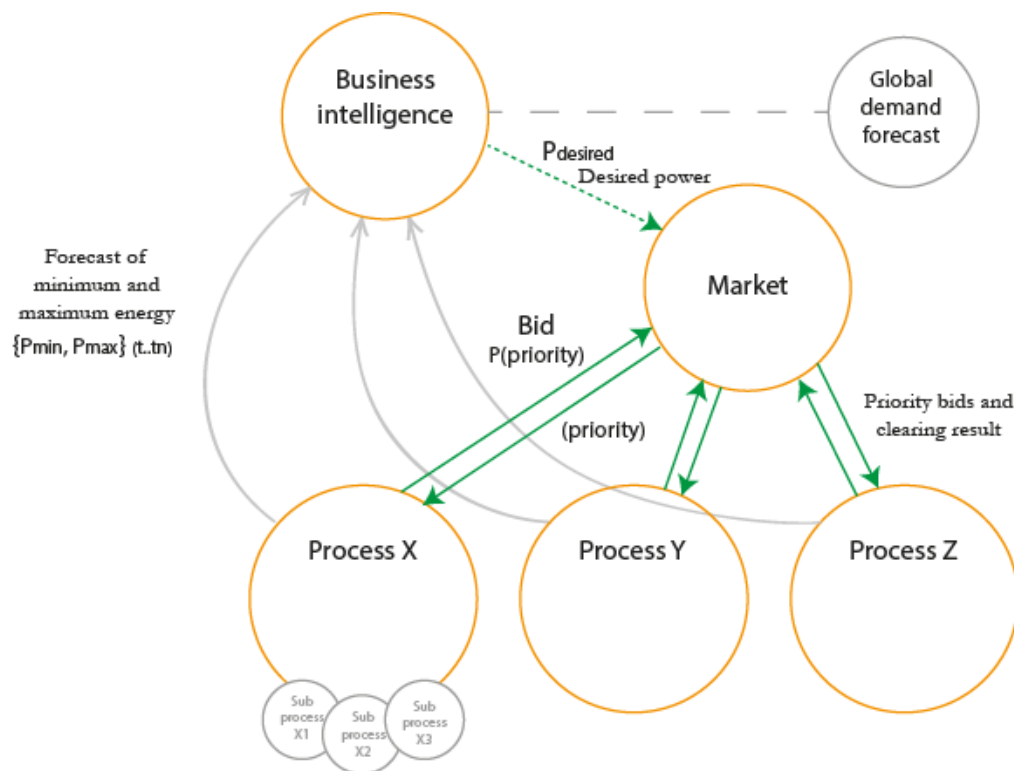 Business
intelligence
Global
demand
forecast
Pdesired
Desired power
Forecast of
minimum and
maximum energy
{Pmin, Pmax} (t..tn)
Market
Bid
P(priority)
(priority)
Priority bids and
clearing result
Process X
Process Y
Process Z
Sub
process
X1
Sub
process
X2
Sub
process
X3